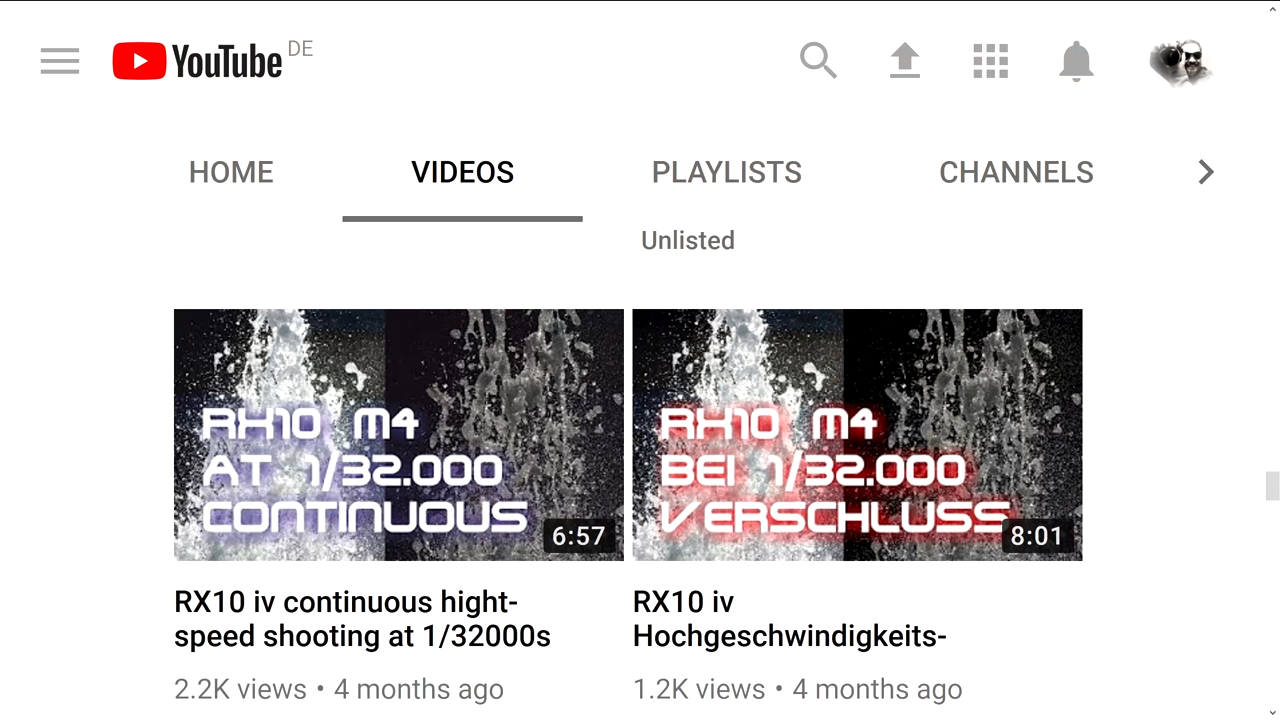 YouTube DE
HOME VIDEOS PLAYLISTS CHANNELS
Unlisted
RX10 M4
AT 1/32.000
CONTINUOUS
6:57
RX10 M4
BEI 1/32.000
VERSCHLUSS
8:01
RX10 iv continuous hight-
speed shooting at 1/32000s
2.2K views • 4 months ago
RX10 iv
Hochgeschwindigkeits-
1.2K views • 4 months ago